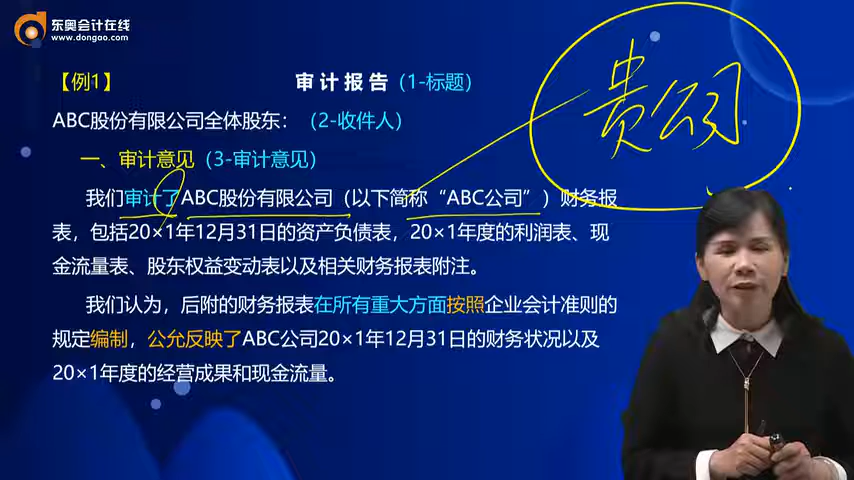 东奥会计在线
www.dongao.com
【例1】 审计报告（1-标题）
ABC股份有限公司全体股东：（2-收件人）
一、审计意见（3-审计意见）
我们审计了ABC股份有限公司（以下简称“ABC公司”）财务报
表，包括20×1年12月31日的资产负债表，20×1年度的利润表、现
金流量表、股东权益变动表以及相关财务报表附注。
我们认为，后附的财务报表在所有重大方面按照企业会计准则的
规定编制，公允反映了ABC公司20×1年12月31日的财务状况以及
20×1年度的经营成果和现金流量。
贵公司